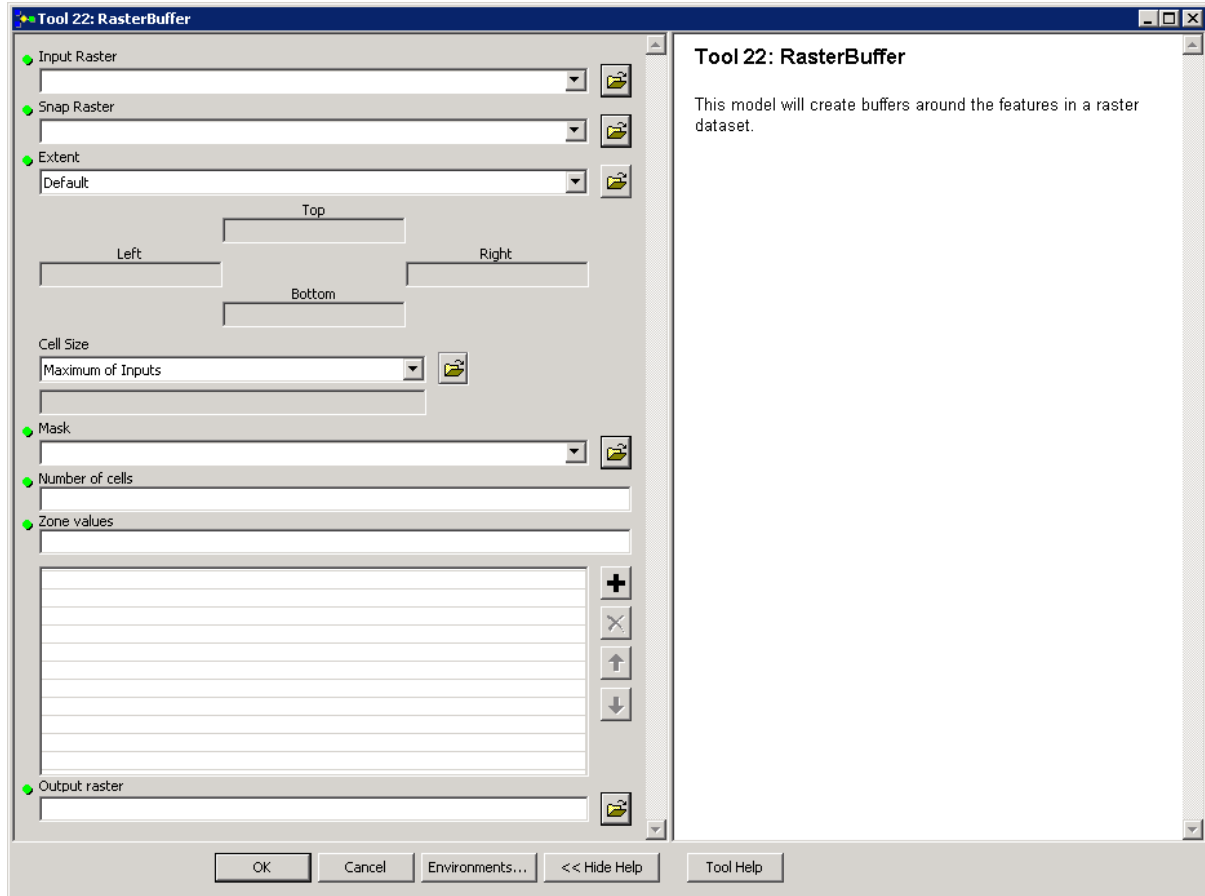 Tool 22: RasterBuffer
Input Raster
Snap Raster
Extent
Default
Top
Left
Right
Bottom
Cell Size
Maximum of Inputs
Mask
Number of cells
Zone values
Output raster
OK
Cancel
Environments...
<< Hide Help
Tool 22: RasterBuffer
This model will create buffers around the features in a raster
dataset.
Tool Help